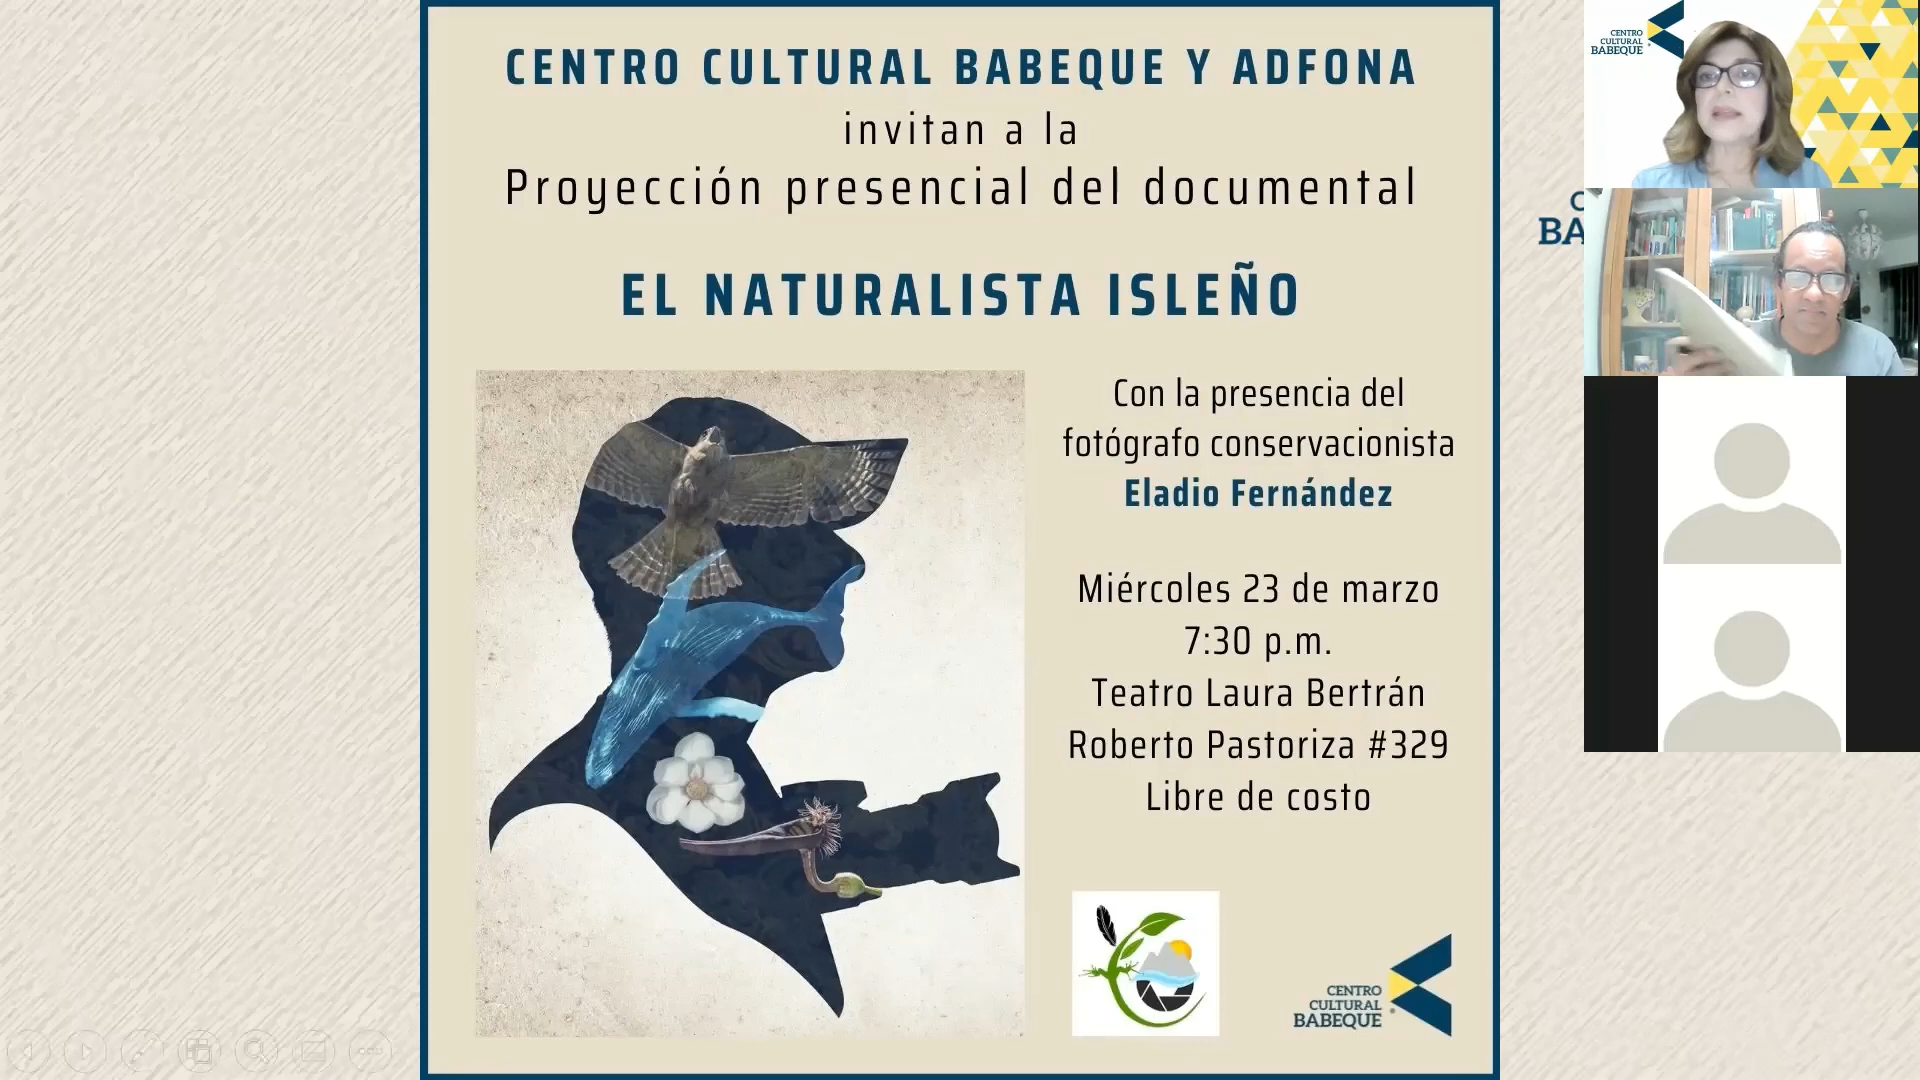 CENTRO CULTURAL BABEQUE Y ADFONA
invitan a la
Proyección presencial del documental
EL NATURALISTA ISLEÑO
Con la presencia del
fotógrafo conservacionista
Eladio Fernández
Miércoles 23 de marzo
7:30 p.m.
Teatro Laura Bertrán
Roberto Pastoriza #329
Libre de costo
CENTRO
CULTURAL
BABEQUE
CENTRO
CULTURAL
BABEQUE
C
BA